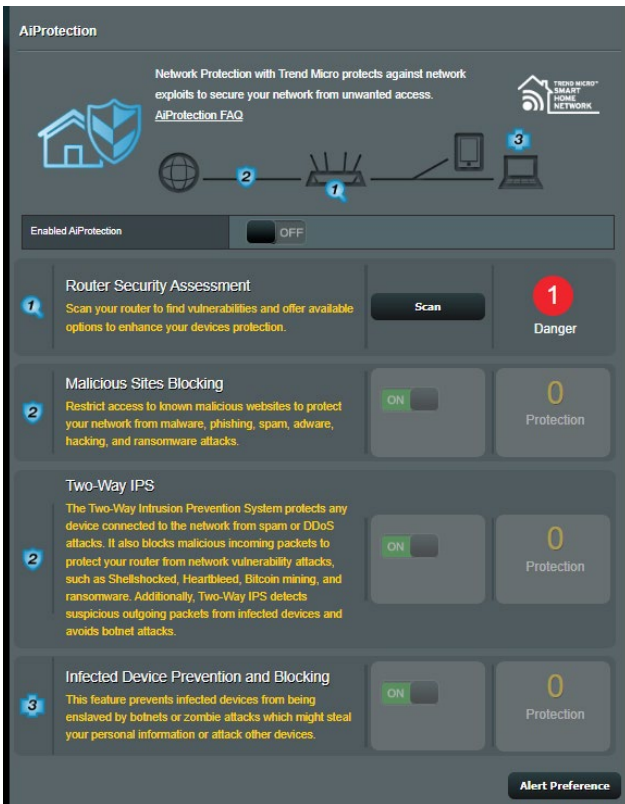 AiProtection
Network Protection with Trend Micro protects against network
exploits to secure your network from unwanted access.
AiProtection FAQ
TREND MICRO™
SMART
HOME
NETWORK
3
2
1
Enabled AiProtection
OFF
1
Router Security Assessment
Scan your router to find vulnerabilities and offer available
options to enhance your devices protection.
Scan
1
Danger
2
Malicious Sites Blocking
Restrict access to known malicious websites to protect
your network from malware, phishing, spam, adware,
hacking, and ransomware attacks.
ON
0
Protection
2
Two-Way IPS
The Two-Way Intrusion Prevention System protects any
device connected to the network from spam or DDoS
attacks. It also blocks malicious incoming packets to
protect your router from network vulnerability attacks,
such as Shellshocked, Heartbleed, Bitcoin mining, and
ransomware. Additionally, Two-Way IPS detects
suspicious outgoing packets from infected devices and
avoids botnet attacks.
ON
0
Protection
3
Infected Device Prevention and Blocking
This feature prevents infected devices from being
enslaved by botnets or zombie attacks which might steal
your personal information or attack other devices.
ON
0
Protection
Alert Preference